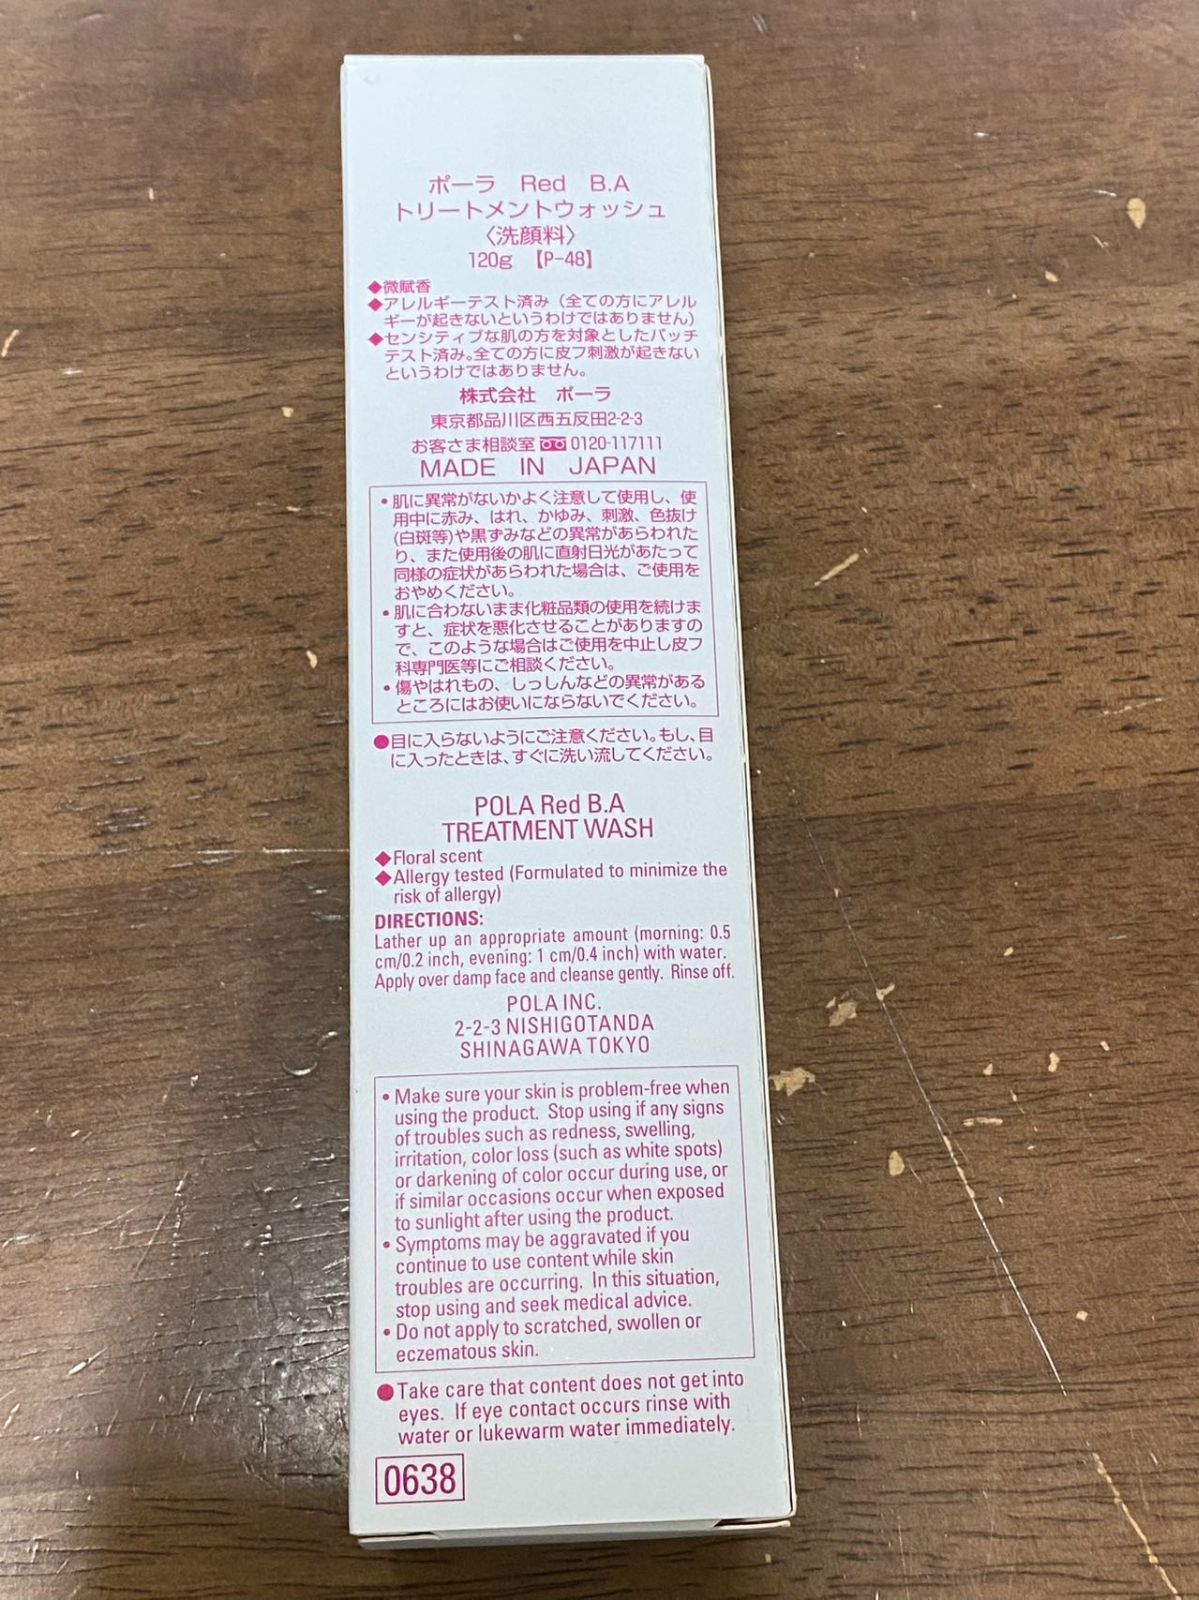 ポーラ Red B.A
トリートメントウォッシュ
〈洗顔料〉
120g 【P-48】
◆微賦香
◆アレルギーテスト済み（全ての方にアレル
ギーが起きないというわけではありません）
◆センシティブな肌の方を対象としたパッチ
テスト済み。全ての方に皮フ刺激が起きない
というわけではありません。
株式会社 ポーラ
東京都品川区西五反田2-2-3
お客さま相談室 0120-117111
MADE IN JAPAN
・肌に異常がないかよく注意して使用し、使
用中に赤み、はれ、かゆみ、刺激、色抜け
(白斑等)や黒ずみなどの異常があらわれた
り、また使用後の肌に直射日光があたって
同様の症状があらわれた場合は、ご使用を
おやめください。
・肌に合わないまま化粧品類の使用を続けま
すと、症状を悪化させることがありますの
で、このような場合はご使用を中止し皮フ
科専門医等にご相談ください。
・傷やはれもの、しっしんなどの異常がある
ところにはお使いにならないでください。
●目に入らないようにご注意ください。もし、目
に入ったときは、すぐに洗い流してください。
POLA Red B.A
TREATMENT WASH
◆Floral scent
◆Allergy tested (Formulated to minimize the
risk of allergy)
DIRECTIONS:
Lather up an appropriate amount (morning: 0.5
cm/0.2 inch, evening: 1 cm/0.4 inch) with water.
Apply over damp face and cleanse gently. Rinse off.
POLA INC.
2-2-3 NISHIGOTANDA
SHINAGAWA TOKYO
• Make sure your skin is problem-free when
using the product. Stop using if any signs
of troubles such as redness, swelling,
irritation, color loss (such as white spots)
or darkening of color occur during use, or
if similar occasions occur when exposed
to sunlight after using the product.
• Symptoms may be aggravated if you
continue to use content while skin
troubles are occurring. In this situation,
stop using and seek medical advice.
• Do not apply to scratched, swollen or
eczematous skin.
● Take care that content does not get into
eyes. If eye contact occurs rinse with
water or lukewarm water immediately.
0638